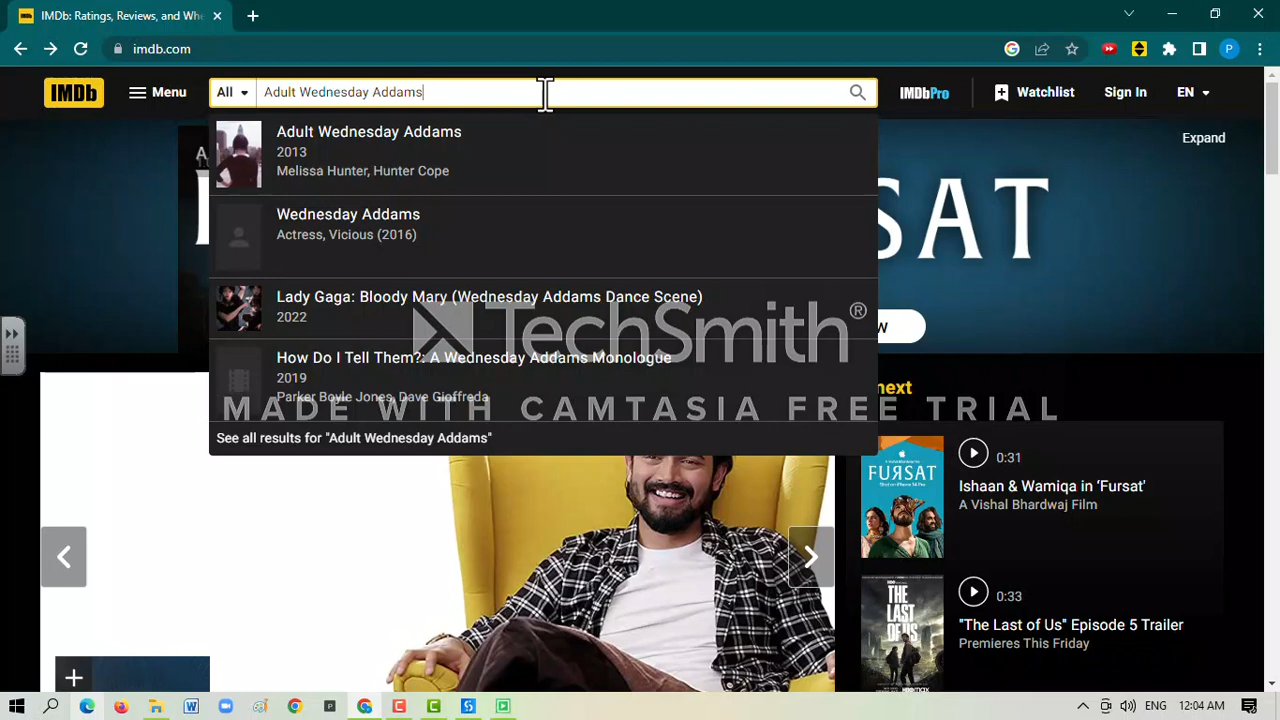 IMDb: Ratings, Reviews, and Whe
imdb.com
P
IMDb
Menu
All
Adult Wednesday Addams
IMDbPro
Watchlist
Sign In
EN
Expand
Adult Wednesday Addams
2013
Melissa Hunter, Hunter Cope
Wednesday Addams
Actress, Vicious (2016)
SAT
Lady Gaga: Bloody Mary (Wednesday Addams Dance Scene)
2022
TechSmith®
W
How Do I Tell Them?: A Wednesday Addams Monologue
2019
Parker Boyle Jones, Dave Gioffreda
next
MADE WITH CAMTASIA FREE TRIAL
See all results for "Adult Wednesday Addams"
FURSAT
0:31
Ishaan & Wamiqa in ‘Fursat’
A Vishal Bhardwaj Film
THE
LAST
OF
US
0:33
"The Last of Us" Episode 5 Trailer
Premieres This Friday
ENG
12:04 AM